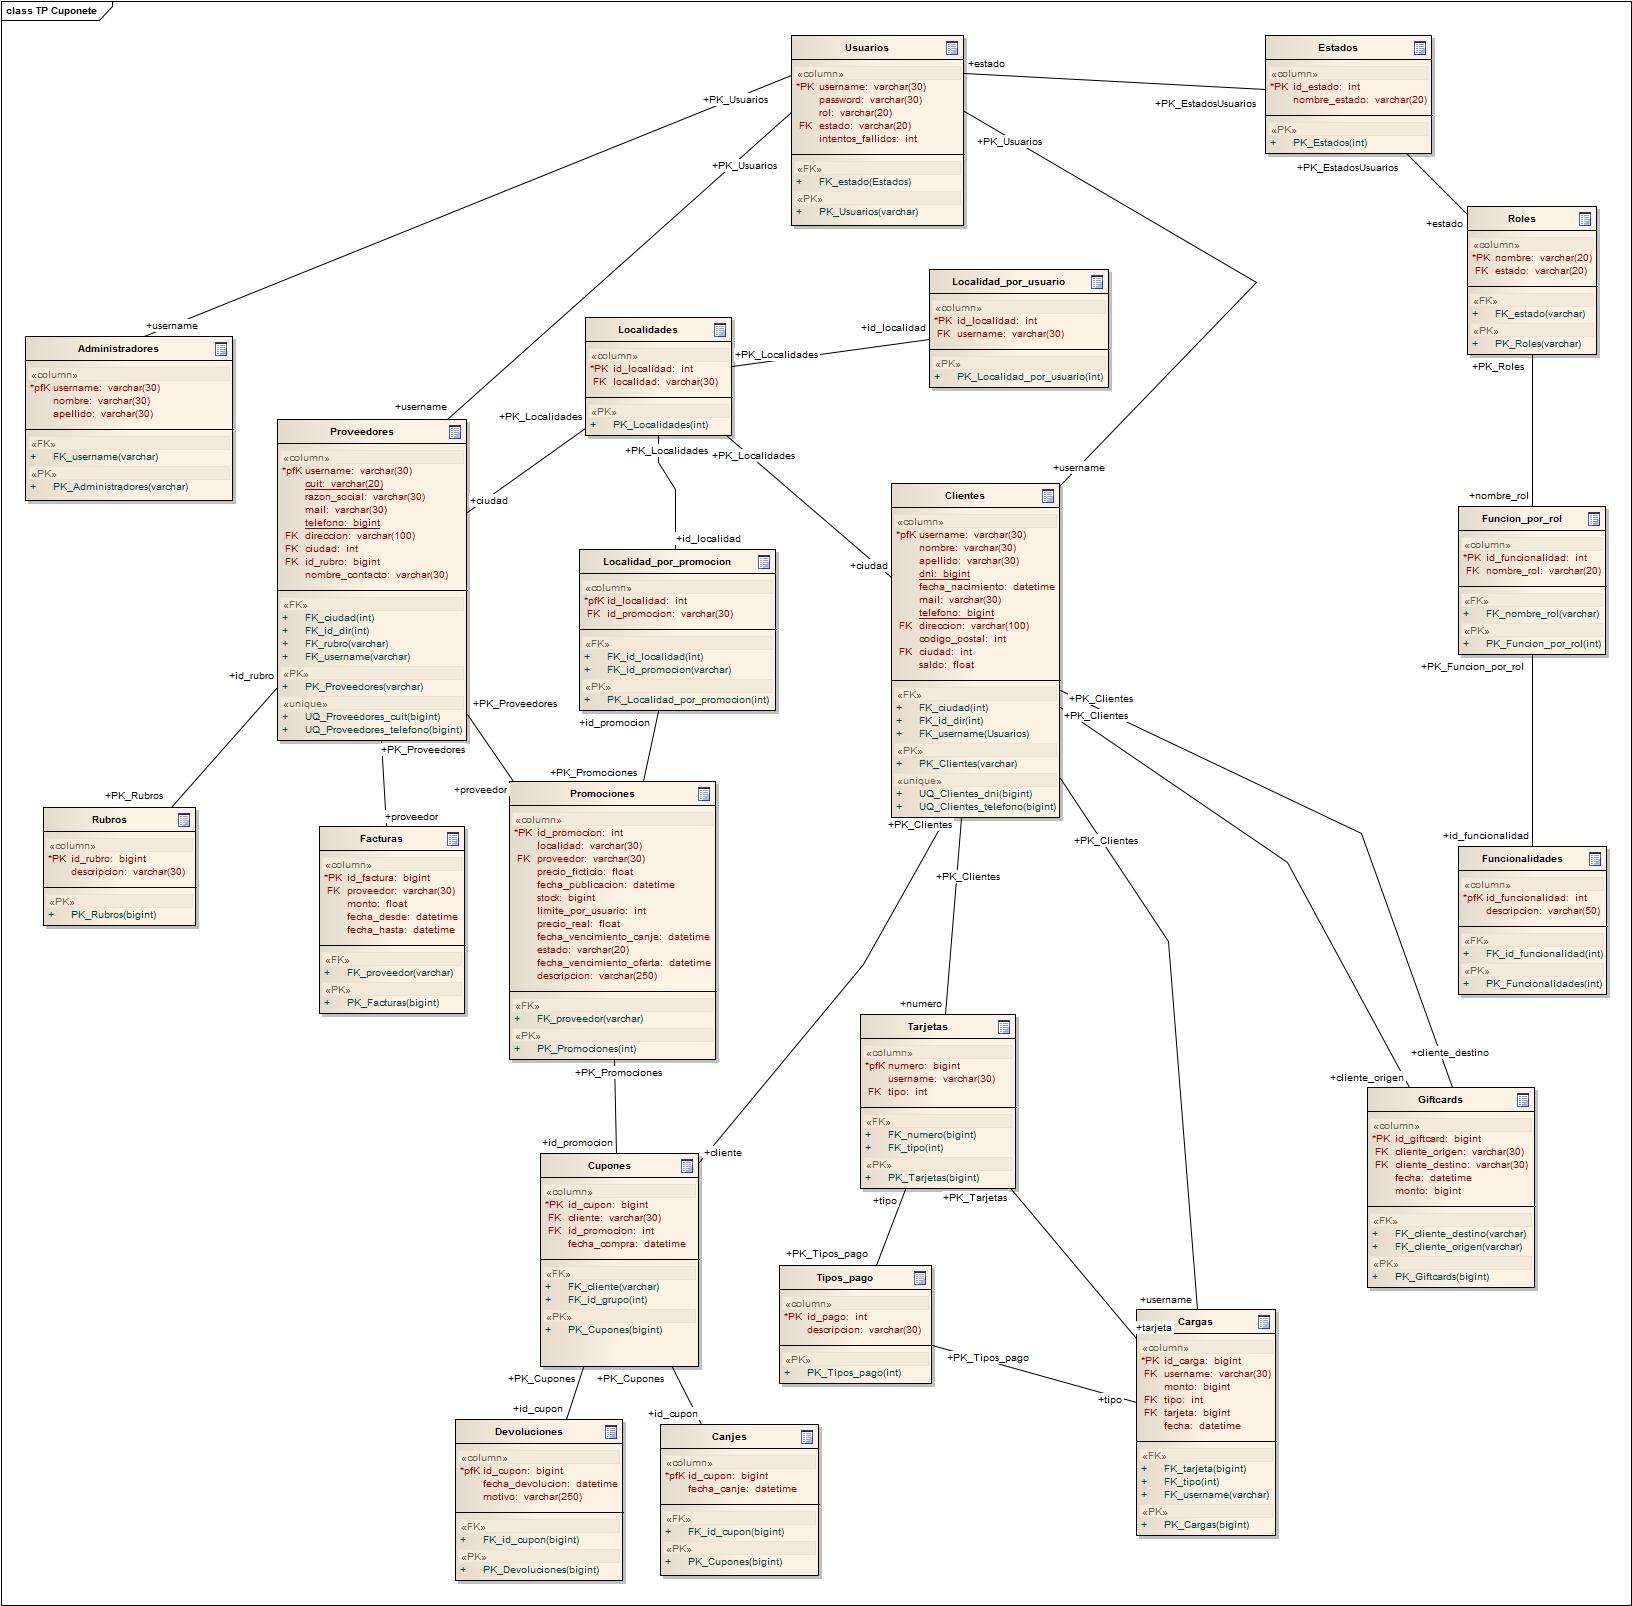 class TP Cuponete
Usuarios
«column»
*PK username: varchar(30)
password: varchar(30)
rol: varchar(20)
FK estado: varchar(20)
intentos_fallidos: int
«FK»
+ FK_estado(Estados)
«PK»
+ PK_Usuarios(varchar)
+estado
+PK_EstadosUsuarios
+PK_Usuarios
+PK_Usuarios
+PK_Usuarios
Estados
«column»
*PK id_estado: int
nombre_estado: varchar(20)
«PK»
+ PK_Estados(int)
+PK_EstadosUsuarios
+estado
Roles
«column»
*PK nombre: varchar(20)
FK estado: varchar(20)
«FK»
+ FK_estado(varchar)
«PK»
+ PK_Roles(varchar)
+PK_Roles
+nombre_rol
Localidad_por_usuario
«column»
*PK id_localidad: int
FK username: varchar(30)
«PK»
+ PK_Localidad_por_usuario(int)
+id_localidad
+PK_Localidades
Localidades
«column»
*PK id_localidad: int
FK localidad: varchar(30)
«PK»
+ PK_Localidades(int)
+PK_Localidades
+PK_Localidades
+PK_Localidades
+username
Administradores
«column»
*pfK username: varchar(30)
nombre: varchar(30)
apellido: varchar(30)
«FK»
+ FK_username(varchar)
«PK»
+ PK_Administradores(varchar)
+username
Proveedores
«column»
*pfK username: varchar(30)
cuit: varchar(20)
razon_social: varchar(30)
mail: varchar(30)
telefono: bigint
FK direccion: varchar(100)
FK ciudad: int
FK id_rubro: bigint
nombre_contacto: varchar(30)
«FK»
+ FK_ciudad(int)
+ FK_id_dir(int)
+ FK_rubro(varchar)
+ FK_username(varchar)
«PK»
+ PK_Proveedores(varchar)
«unique»
+ UQ_Proveedores_cuit(bigint)
+ UQ_Proveedores_telefono(bigint)
+ciudad
+id_rubro
+PK_Proveedores
+PK_Proveedores
+id_localidad
Localidad_por_promocion
«column»
*pfK id_localidad: int
FK id_promocion: varchar(30)
«FK»
+ FK_id_localidad(int)
+ FK_id_promocion(varchar)
«PK»
+ PK_Localidad_por_promocion(int)
+id_promocion
+PK_Promociones
+username
+ciudad
Clientes
«column»
*pfK username: varchar(30)
nombre: varchar(30)
apellido: varchar(30)
dni: bigint
fecha_nacimiento: datetime
mail: varchar(30)
telefono: bigint
FK direccion: varchar(100)
codigo_postal: int
FK ciudad: int
saldo: float
«FK»
+ FK_ciudad(int)
+ FK_id_dir(int)
+ FK_username(Usuarios)
«PK»
+ PK_Clientes(varchar)
«unique»
+ UQ_Clientes_dni(bigint)
+ UQ_Clientes_telefono(bigint)
+PK_Clientes
+PK_Clientes
+PK_Clientes
+PK_Clientes
+PK_Clientes
Funcion_por_rol
«column»
*PK id_funcionalidad: int
FK nombre_rol: varchar(20)
«FK»
+ FK_nombre_rol(varchar)
«PK»
+ PK_Funcion_por_rol(int)
+PK_Funcion_por_rol
+id_funcionalidad
Funcionalidades
«column»
*pfK id_funcionalidad: int
descripcion: varchar(50)
«FK»
+ FK_id_funcionalidad(int)
«PK»
+ PK_Funcionalidades(int)
+PK_Rubros
Rubros
«column»
*PK id_rubro: bigint
descripcion: varchar(30)
«PK»
+ PK_Rubros(bigint)
+proveedor
Facturas
«column»
*PK id_factura: bigint
FK proveedor: varchar(30)
monto: float
fecha_desde: datetime
fecha_hasta: datetime
«FK»
+ FK_proveedor(varchar)
«PK»
+ PK_Facturas(bigint)
+proveedor
Promociones
«column»
*PK id_promocion: int
localidad: varchar(30)
FK proveedor: varchar(30)
precio_ficticio: float
fecha_publicacion: datetime
stock: bigint
limite_por_usuario: int
precio_real: float
fecha_vencimiento_canje: datetime
estado: varchar(20)
fecha_vencimiento_oferta: datetime
descripcion: varchar(250)
«FK»
+ FK_proveedor(varchar)
«PK»
+ PK_Promociones(int)
+PK_Promociones
+id_promocion
+cliente
Cupones
«column»
*PK id_cupon: bigint
FK cliente: varchar(30)
FK id_promocion: int
fecha_compra: datetime
«FK»
+ FK_cliente(varchar)
+ FK_id_grupo(int)
«PK»
+ PK_Cupones(bigint)
+PK_Cupones
+PK_Cupones
+id_cupon
+id_cupon
Devoluciones
«column»
*pfK id_cupon: bigint
fecha_devolucion: datetime
motivo: varchar(250)
«FK»
+ FK_id_cupon(bigint)
«PK»
+ PK_Devoluciones(bigint)
Canjes
«column»
*pfK id_cupon: bigint
fecha_canje: datetime
«FK»
+ FK_id_cupon(bigint)
«PK»
+ PK_Cupones(bigint)
+numero
Tarjetas
«column»
*pfK numero: bigint
username: varchar(30)
FK tipo: int
«FK»
+ FK_numero(bigint)
+ FK_tipo(int)
«PK»
+ PK_Tarjetas(bigint)
+tipo
+PK_Tarjetas
+PK_Tipos_pago
Tipos_pago
«column»
*PK id_pago: int
descripcion: varchar(30)
«PK»
+ PK_Tipos_pago(int)
+PK_Tipos_pago
+tipo
+username
+tarjeta
Cargas
«column»
*PK id_carga: bigint
FK username: varchar(30)
monto: bigint
FK tipo: int
FK tarjeta: bigint
fecha: datetime
«FK»
+ FK_tarjeta(bigint)
+ FK_tipo(int)
+ FK_username(varchar)
«PK»
+ PK_Cargas(bigint)
+cliente_destino
+cliente_origen
Giftcards
«column»
*PK id_giftcard: bigint
FK cliente_origen: varchar(30)
FK cliente_destino: varchar(30)
fecha: datetime
monto: bigint
«FK»
+ FK_cliente_destino(varchar)
+ FK_cliente_origen(varchar)
«PK»
+ PK_Giftcards(bigint)